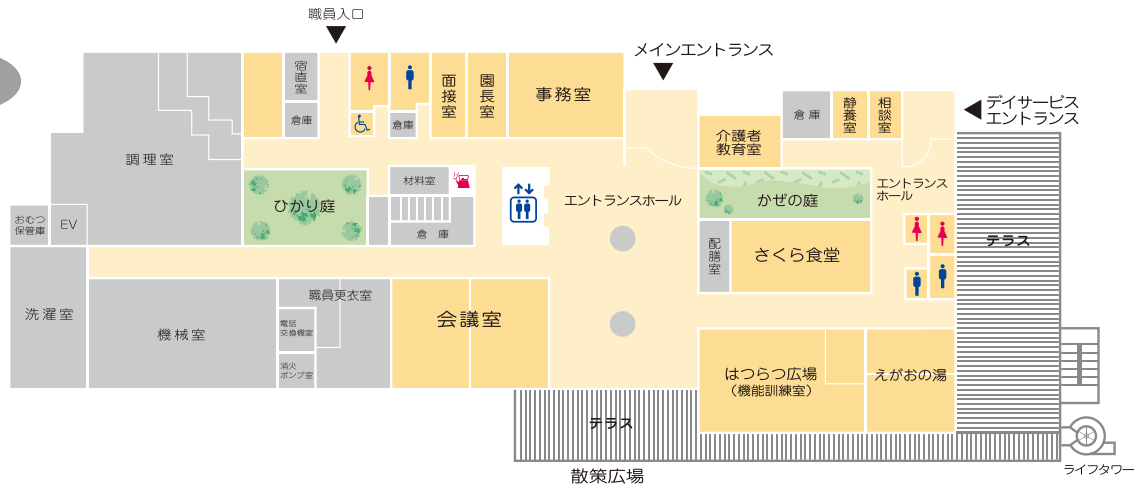 職員入口
メインエントランス
デイサービス
エントランス
宿直室
倉庫
倉庫
面接室
園長室
事務室
倉庫
静養室
相談室
介護者
教育室
調理室
材料室
ひかり庭
エントランスホール
かぜの庭
エントランス
ホール
おむつ
保管庫
EV
倉庫
配膳室
さくら食堂
テラス
洗濯室
機械室
職員更衣室
電話
交換機室
消火
ポンプ室
会議室
はつらつ広場
（機能訓練室）
えがおの湯
テラス
散策広場
ライフタワー